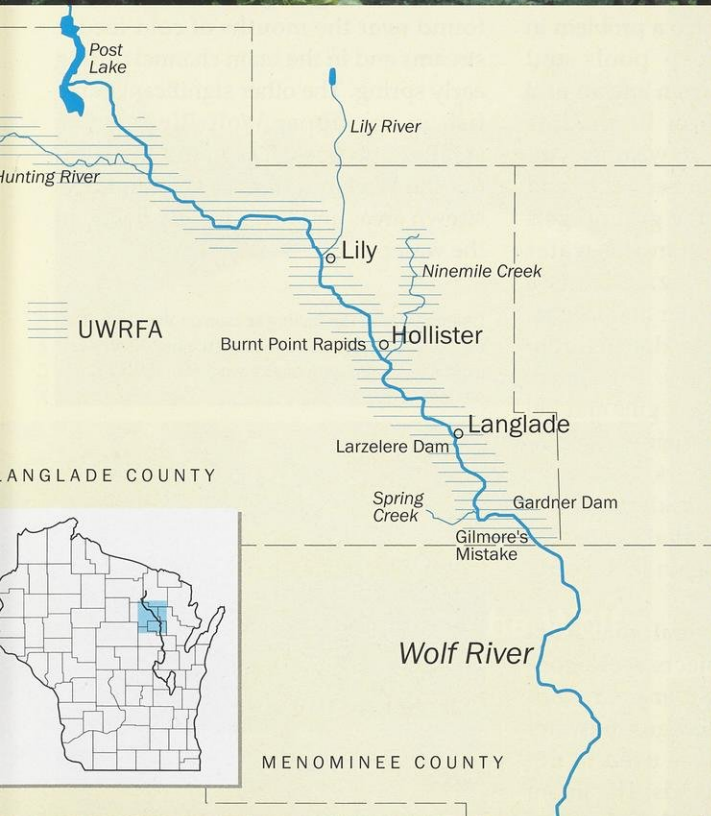 Post
Lake
Lily River
Hunting River
Lily
Ninemile Creek
UWRFA
Burnt Point Rapids
Hollister
Langlade
Larzelere Dam
LANGLADE COUNTY
Spring
Creek
Gardner Dam
Gilmore's
Mistake
Wolf River
MENOMINEE COUNTY